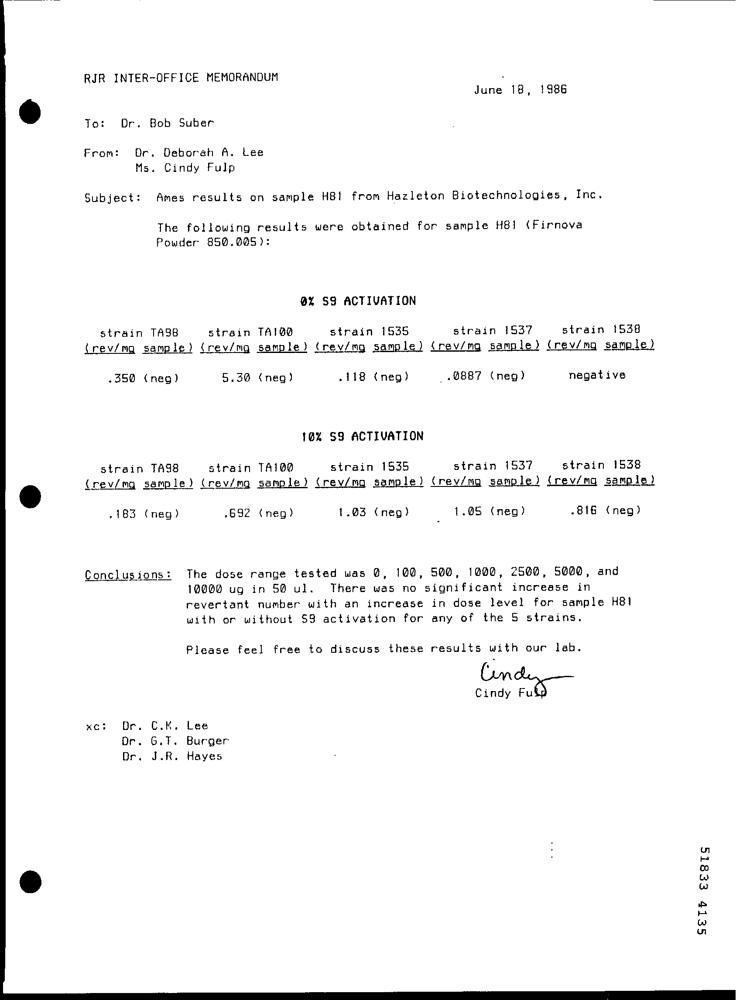 RJR INTER-OFFICE MEMORANDUM
June 18, 1986
To: Dr. Bob Suber
From: Dr. Deborah A. Lee
Ms. Cindy Fulp
Subject: Ames results on sample H81 from Hazleton Biotechnologies, Inc.
The following results were obtained for sample H81 (Firnova
Powder 850.005):
0% S9 ACTIVATION
strain TA98 strain TA100 strain 1535 strain 1537 strain 1538
(rev/mg sample) (rev/mg sample) (rev/mg sample) (rev/mg sample) (rev/mg sample)
.350 (neg) 5.30 (neg) .118 (neg) .0887 (neg) negative
10% S9 ACTIVATION
strain TA98 strain TA100 strain 1535 strain 1537 strain 1538
(rev/mg sample) (rev/mg sample) (rev/mg sample) (rev/mg sample) (rev/mg sample)
.183 (neg) .692 (neg) 1.03 (neg) 1.05 (neg) .816 (neg)
Conclusions: The dose range tested was 0, 100, 500, 1000, 2500, 5000, and
10000 ug in 50 ul. There was no significant increase in
revertant number with an increase in dose level for sample H81
with or without S9 activation for any of the 5 strains.
Please feel free to discuss these results with our lab.
Cindy
Cindy Fulp
xc: Dr. C.K. Lee
Dr. G.T. Burger
Dr. J.R. Hayes
51833 4135